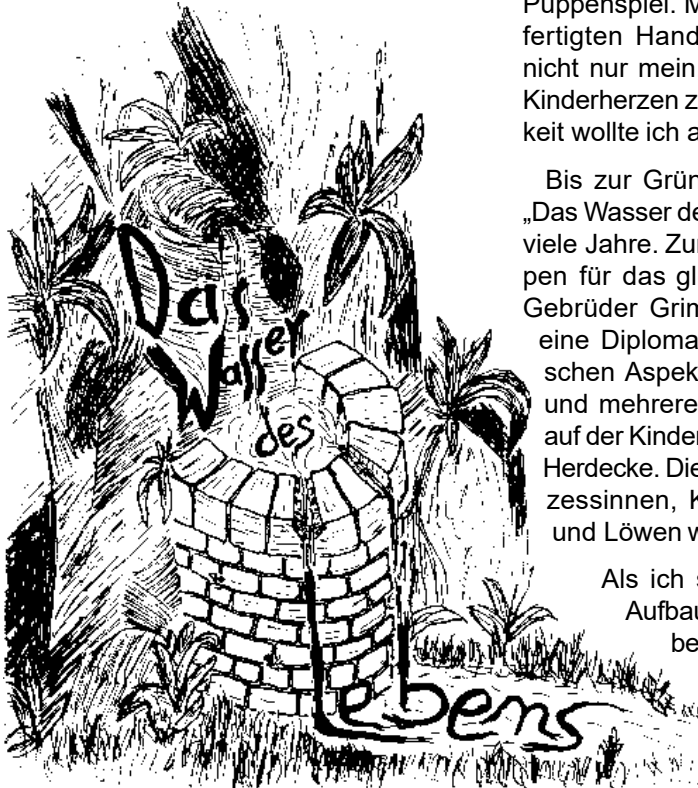 Das
Wasser
des
Lebens
Puppenspiel. M
fertigten Hand
nicht nur mein
Kinderherzen z
keit wollte ich a
Bis zur Grün
„Das Wasser de
viele Jahre. Zu
pen für das gl
Gebrüder Grim
eine Diploma
schen Aspek
und mehrere
auf der Kinder
Herdecke. Die
zessinnen, K
und Löwen w
Als ich s
Aufbau
be